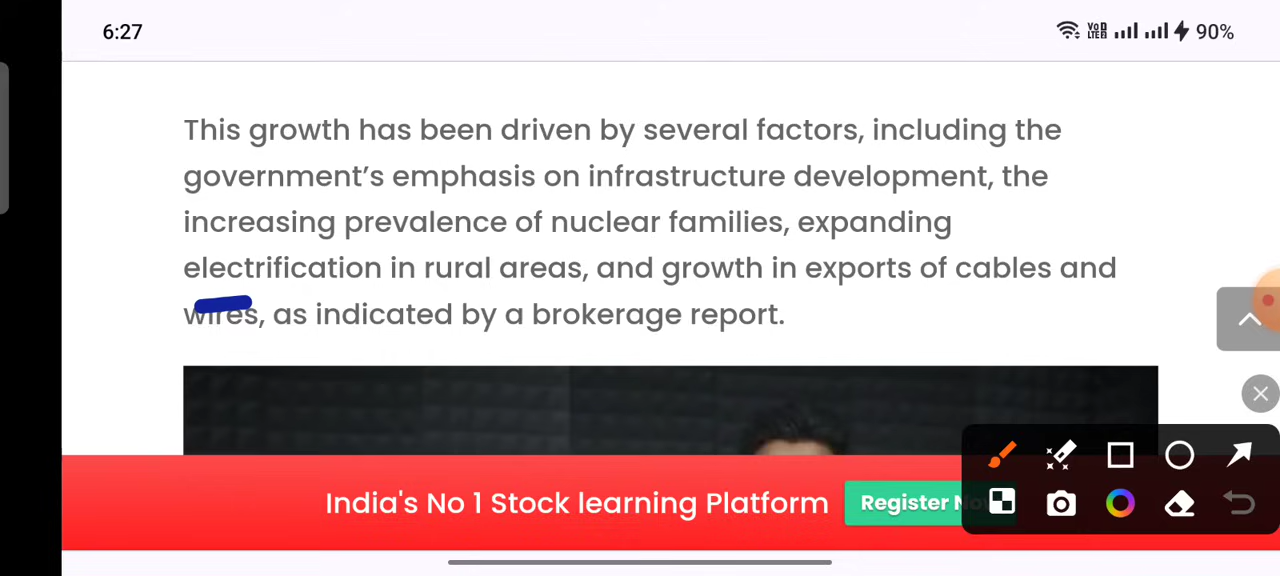 6:27
VoD LTEB 90%
This growth has been driven by several factors, including the
government's emphasis on infrastructure development, the
increasing prevalence of nuclear families, expanding
electrification in rural areas, and growth in exports of cables and
wires, as indicated by a brokerage report.
India's No 1 Stock learning Platform
Register